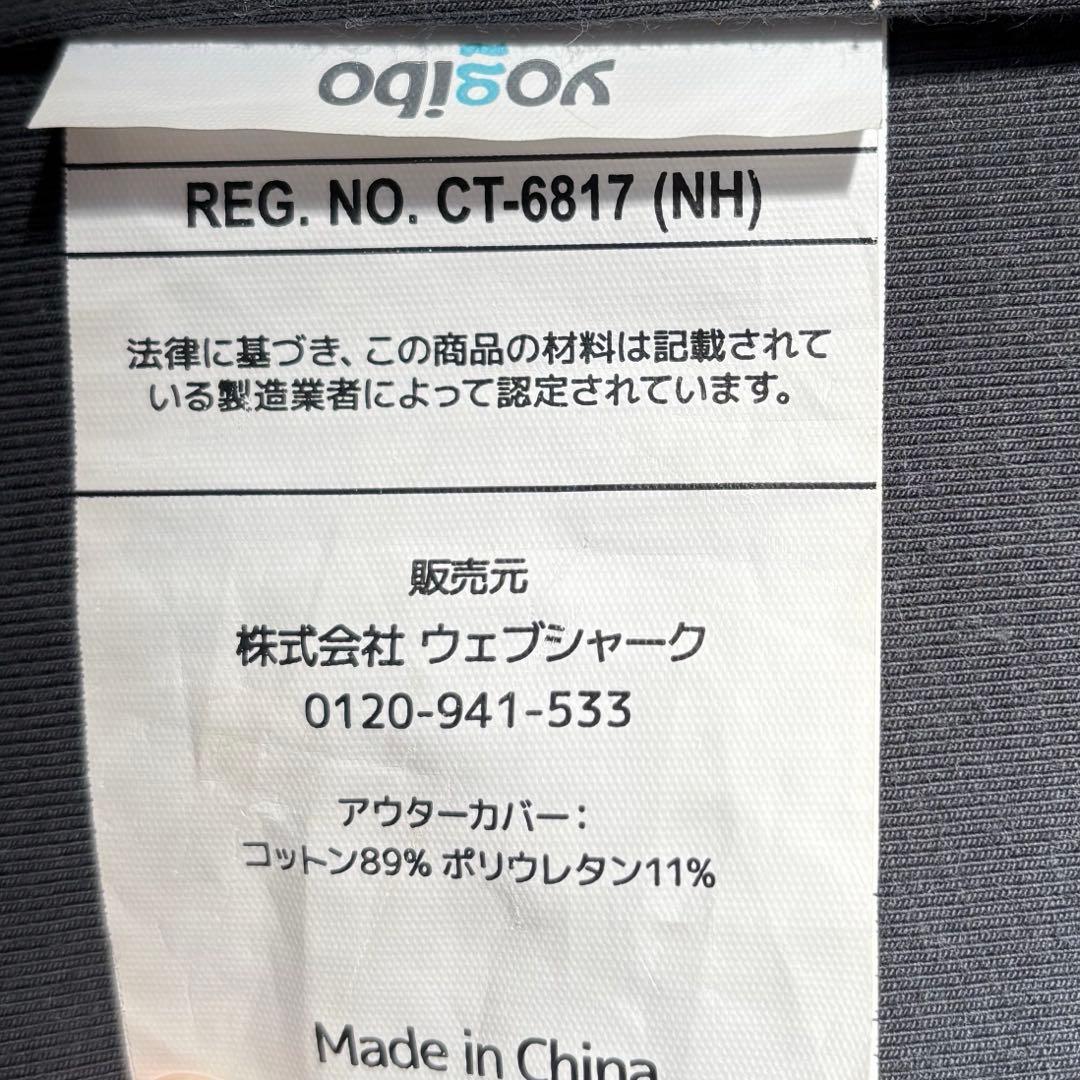 yogibo
REG. NO. CT-6817 (NH)
法律に基づき、この商品の材料は記載されて
いる製造業者によって認定されています。
販売元
株式会社 ウェブシャーク
0120-941-533
アウターカバー：
コットン89% ポリウレタン11%
Made in China